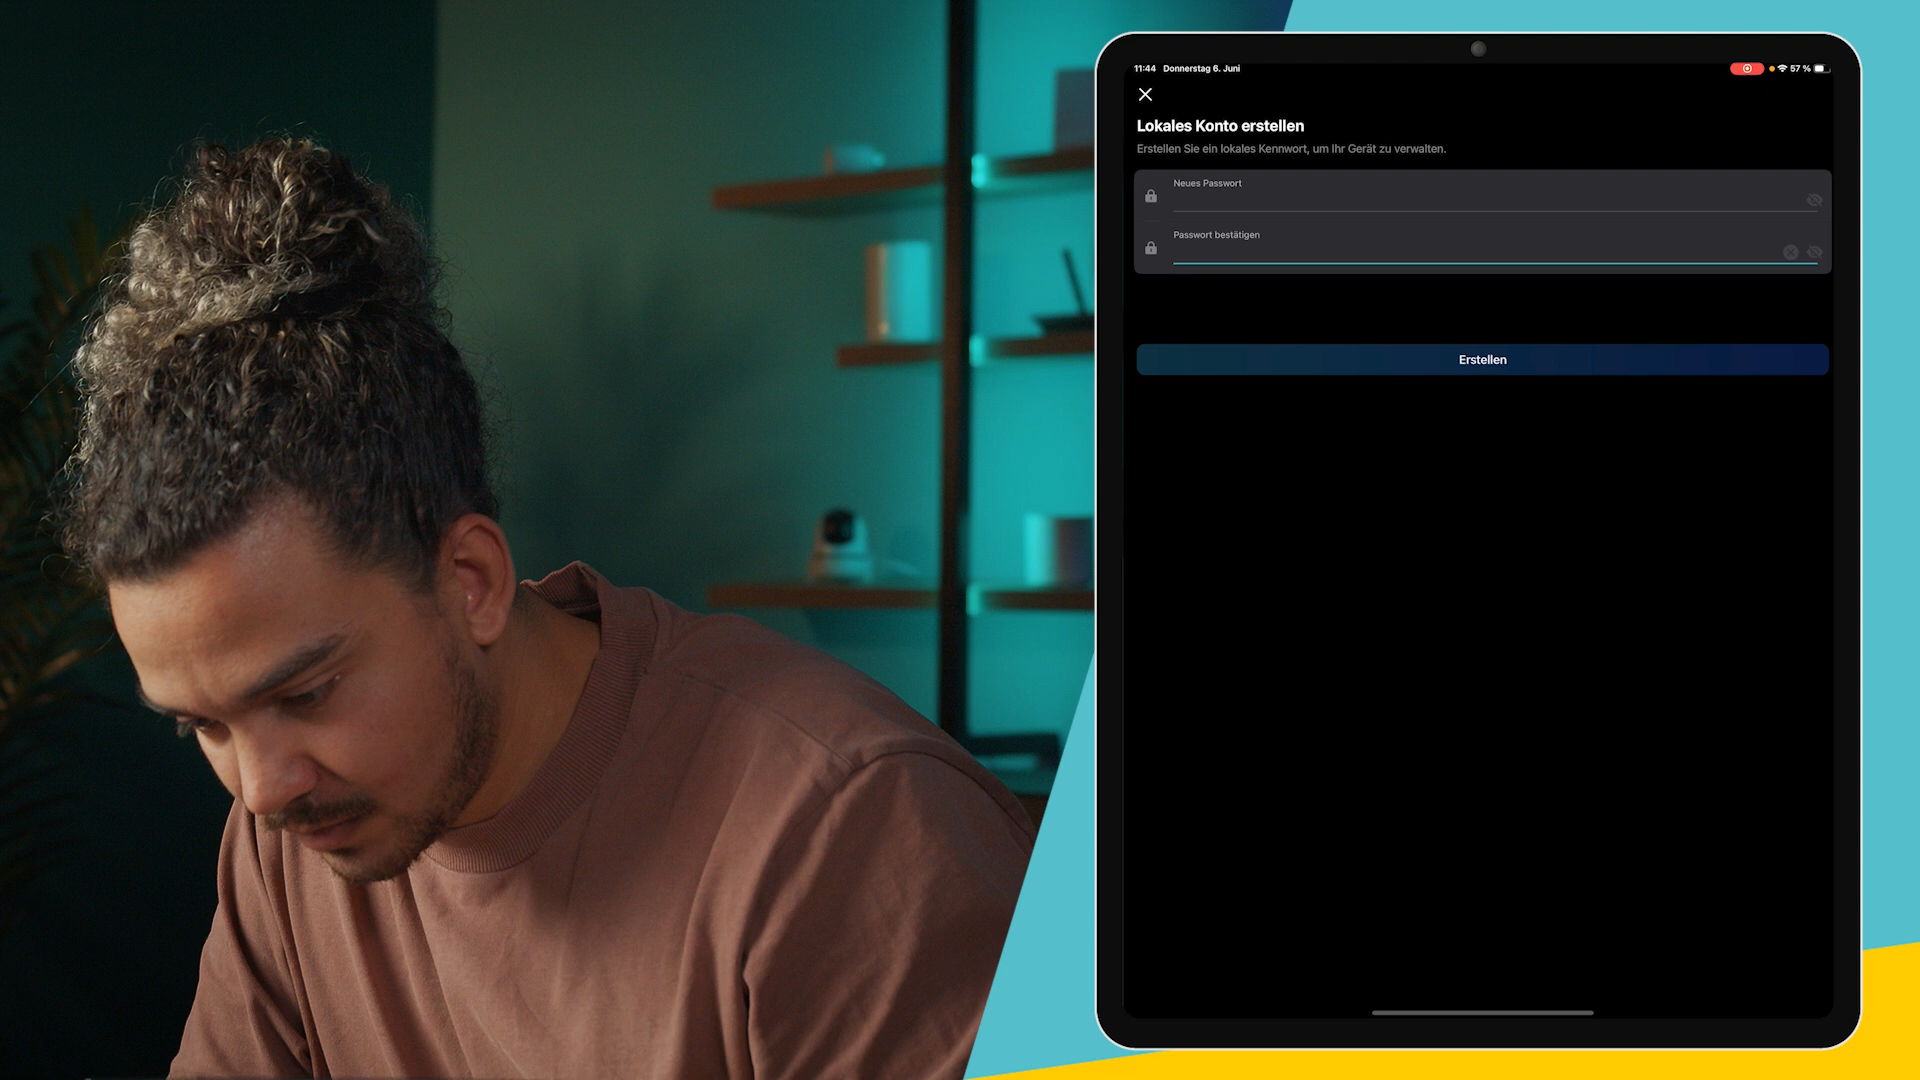 11:44 Donnerstag 6. Juni
57 %
Lokales Konto erstellen
Erstellen Sie ein lokales Kennwort, um Ihr Gerät zu verwalten.
Neues Passwort
Passwort bestätigen
Erstellen